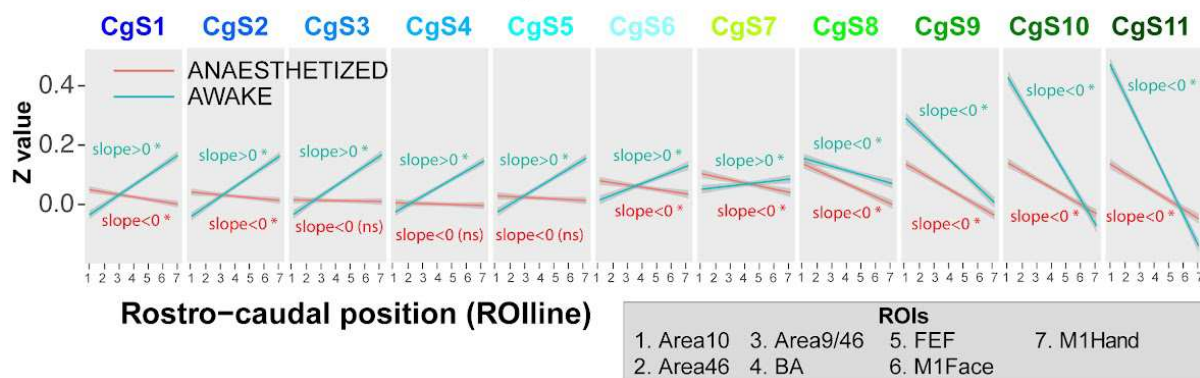 CgS1 CgS2 CgS3 CgS4 CgS5 CgS6 CgS7 CgS8 CgS9 CgS10 CgS11
Z value
0.4
0.2
0.0
ANAESTHETIZED
AWAKE
slope>0 * slope>0 * slope>0 * slope>0 * slope>0 * slope>0 * slope>0 * slope<0 * slope<0 * slope<0 * slope<0 *
slope<0 * slope<0 * slope<0 (ns) slope<0 (ns) slope<0 (ns) slope<0 * slope<0 * slope<0 * slope<0 * slope<0 * slope<0 *
1 2 3 4 5 6 7 1 2 3 4 5 6 7 1 2 3 4 5 6 7 1 2 3 4 5 6 7 1 2 3 4 5 6 7 1 2 3 4 5 6 7 1 2 3 4 5 6 7 1 2 3 4 5 6 7 1 2 3 4 5 6 7 1 2 3 4 5 6 7 1 2 3 4 5 6 7
Rostro-caudal position (ROIline)
ROIs
1. Area10 3. Area9/46 5. FEF 7. M1Hand
2. Area46 4. BA 6. M1Face